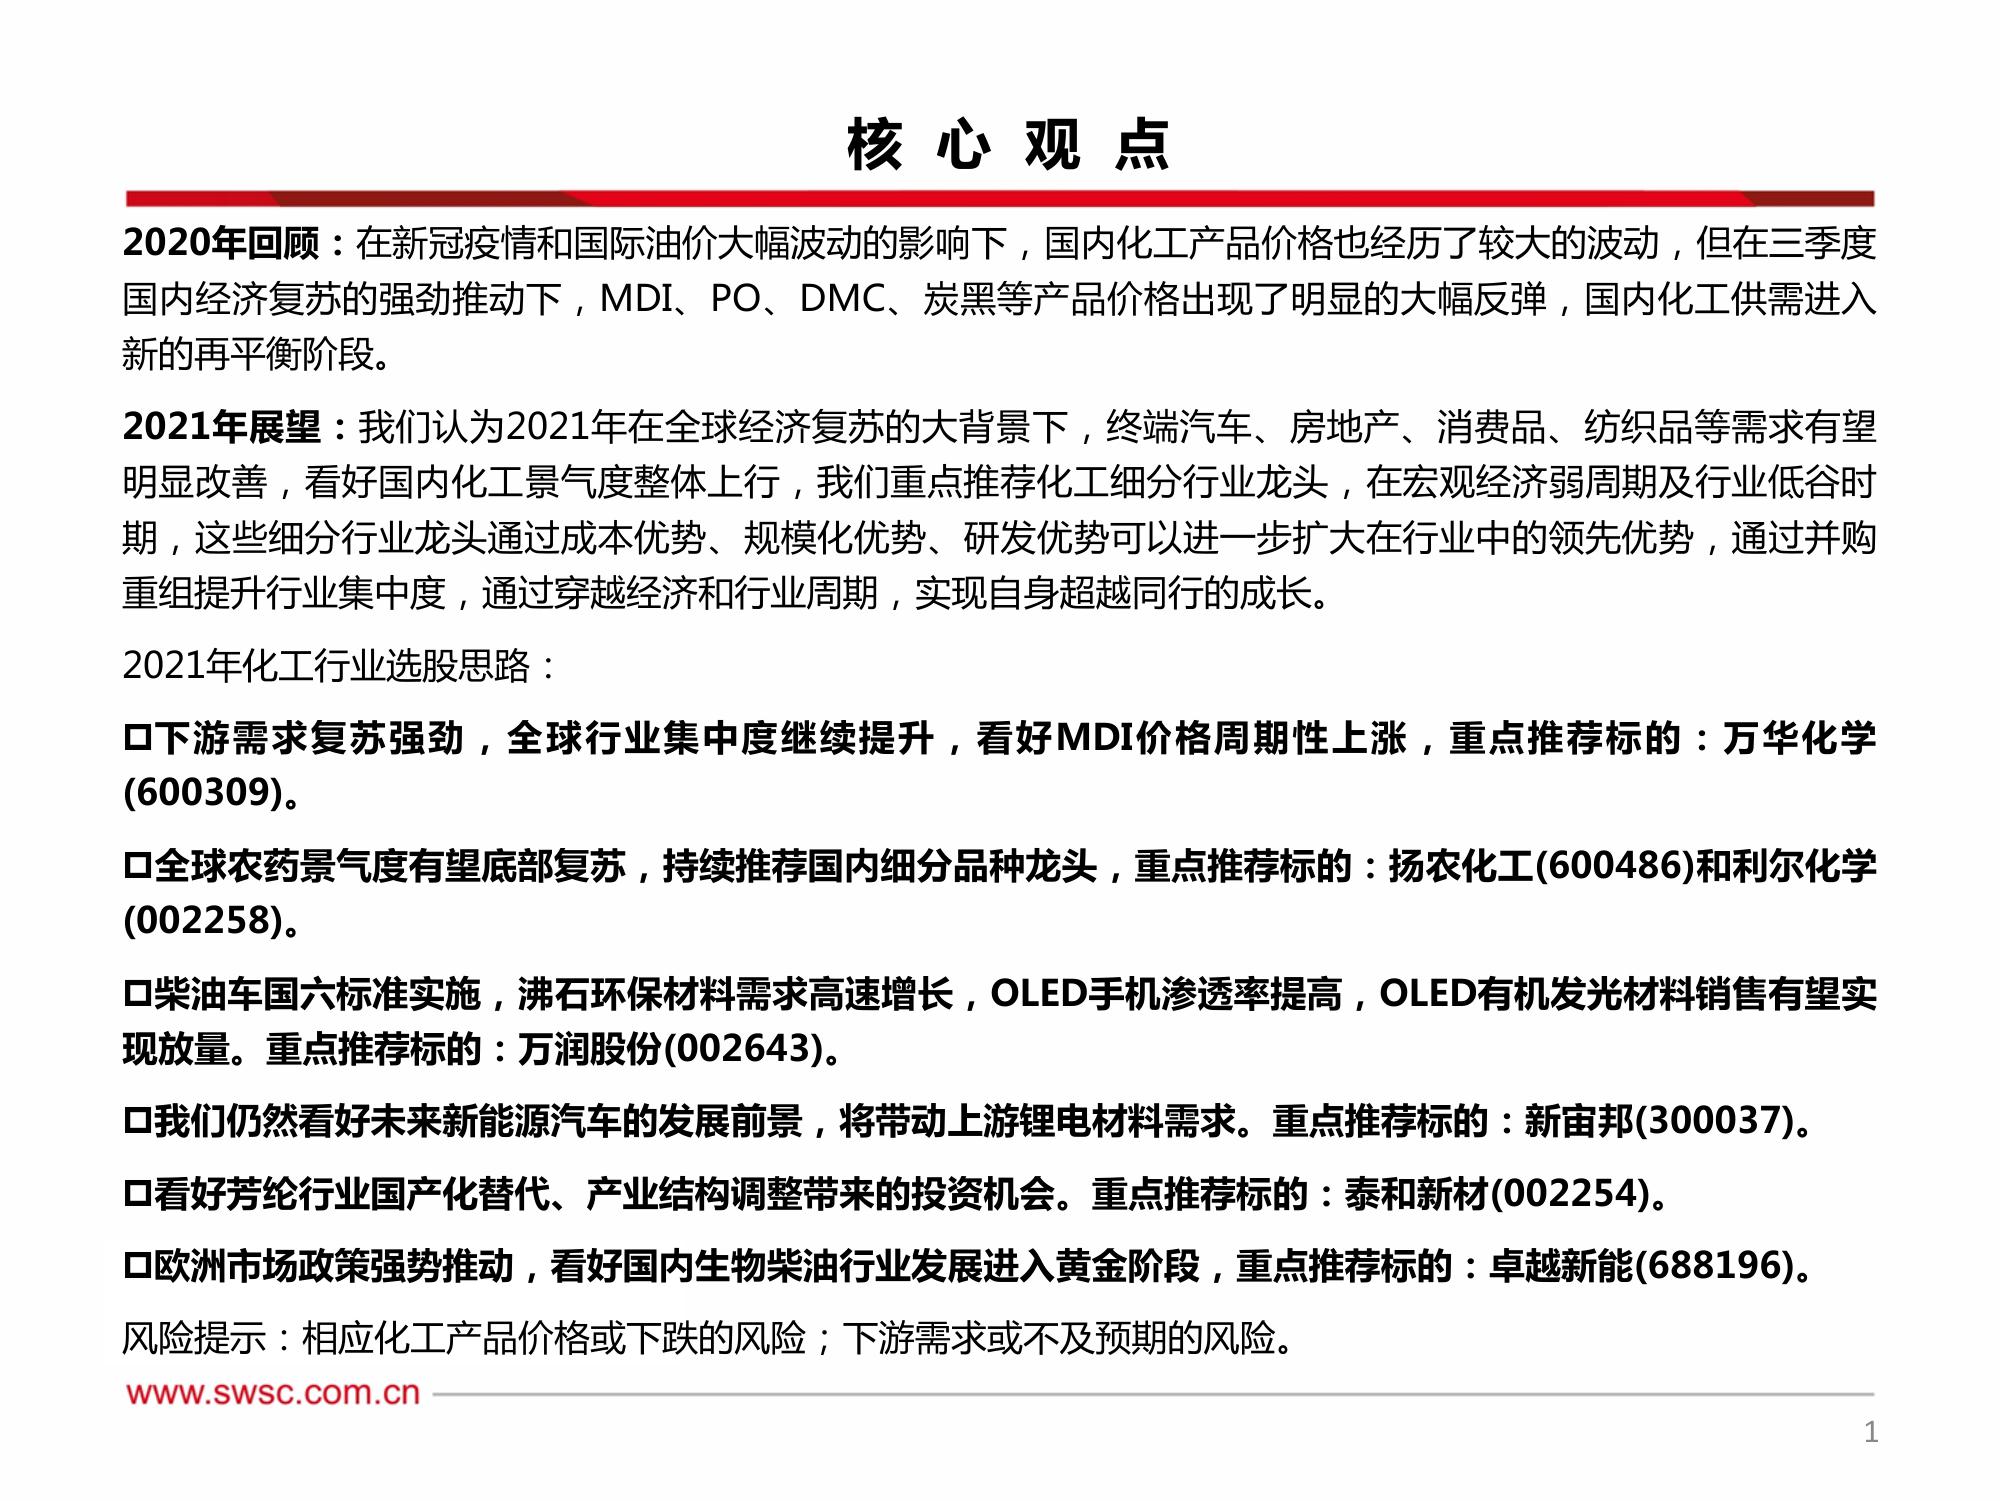 核心观点
2020年回顾：在新冠疫情和国际油价大幅波动的影响下，国内化工产品价格也经历了较大的波动，但在三季度
国内经济复苏的强劲推动下，MDI、PO、DMC、炭黑等产品价格出现了明显的大幅反弹，国内化工供需进入
新的再平衡阶段。
2021年展望：我们认为2021年在全球经济复苏的大背景下，终端汽车、房地产、消费品、纺织品等需求有望
明显改善，看好国内化工景气度整体上行，我们重点推荐化工细分行业龙头，在宏观经济弱周期及行业低谷时
期，这些细分行业龙头通过成本优势、规模化优势、研发优势可以进一步扩大在行业中的领先优势，通过并购
重组提升行业集中度，通过穿越经济和行业周期，实现自身超越同行的成长。
2021年化工行业选股思路：
□下游需求复苏强劲，全球行业集中度继续提升，看好MDI价格周期性上涨，重点推荐标的：万华化学
(600309)。
□全球农药景气度有望底部复苏，持续推荐国内细分品种龙头，重点推荐标的：扬农化工(600486)和利尔化学
(002258)。
□柴油车国六标准实施，沸石环保材料需求高速增长，OLED手机渗透率提高，OLED有机发光材料销售有望实
现放量。重点推荐标的：万润股份(002643)。
□我们仍然看好未来新能源汽车的发展前景，将带动上游锂电材料需求。重点推荐标的：新宙邦(300037)。
□看好芳纶行业国产化替代、产业结构调整带来的投资机会。重点推荐标的：泰和新材(002254)。
□欧洲市场政策强势推动，看好国内生物柴油行业发展进入黄金阶段，重点推荐标的：卓越新能(688196)。
风险提示：相应化工产品价格或下跌的风险；下游需求或不及预期的风险。
www.swsc.com.cn
1